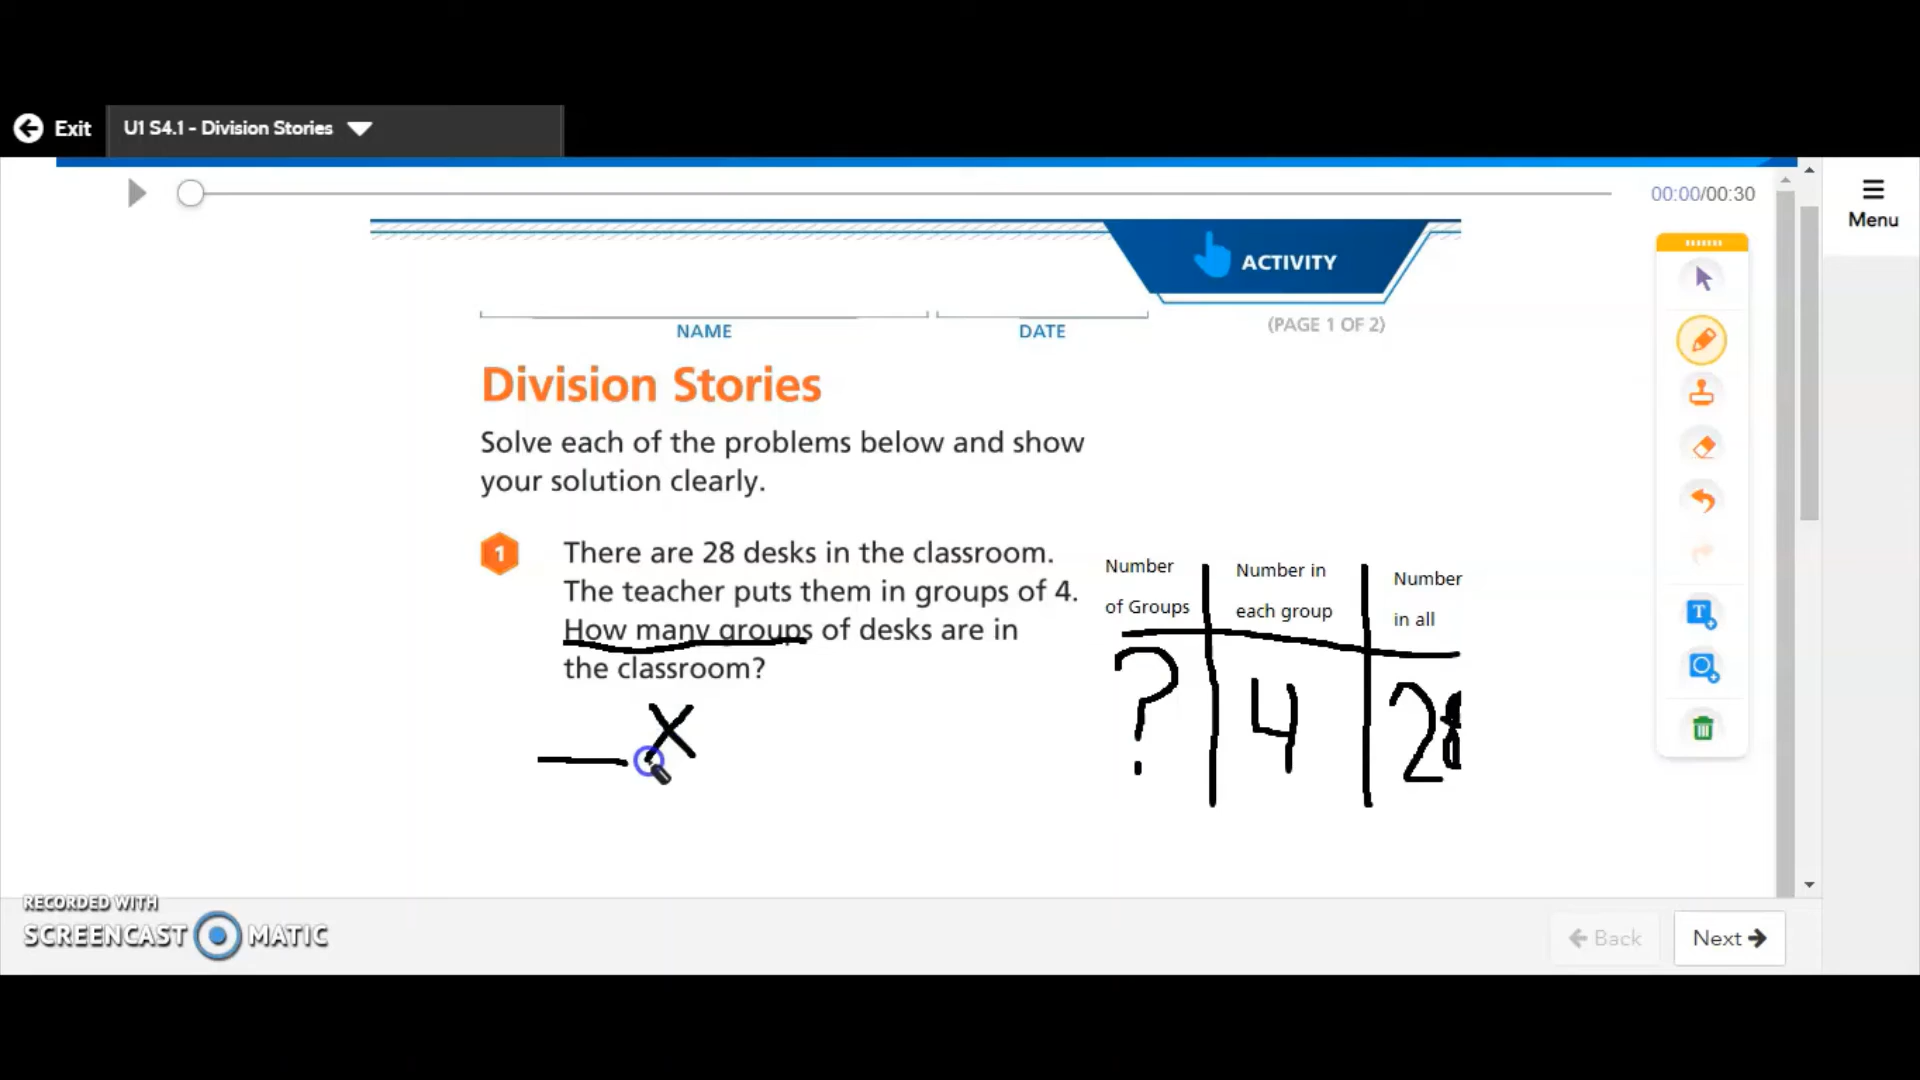 Exit
U1 S4.1 - Division Stories
00:00/00:30
Menu
ACTIVITY
NAME
DATE
(PAGE 1 OF 2)
Division Stories
Solve each of the problems below and show
your solution clearly.
1
There are 28 desks in the classroom.
The teacher puts them in groups of 4.
How many groups of desks are in
the classroom?
Number
of Groups
Number in
each group
Number
in all
?
4
28
__ X
T
RECORDED WITH
SCREENCAST MATIC
Back
Next